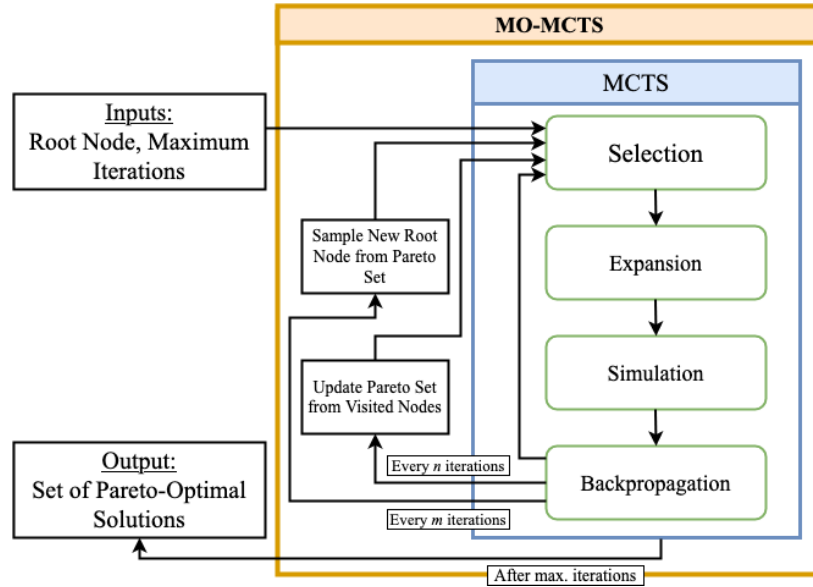 MO-MCTS
MCTS
Inputs:
Root Node, Maximum
Iterations
Selection
Sample New Root
Node from Pareto
Set
Expansion
Simulation
Update Pareto Set
from Visited Nodes
Output:
Set of Pareto-Optimal
Solutions
Every n iterations
Backpropagation
Every m iterations
After max. iterations